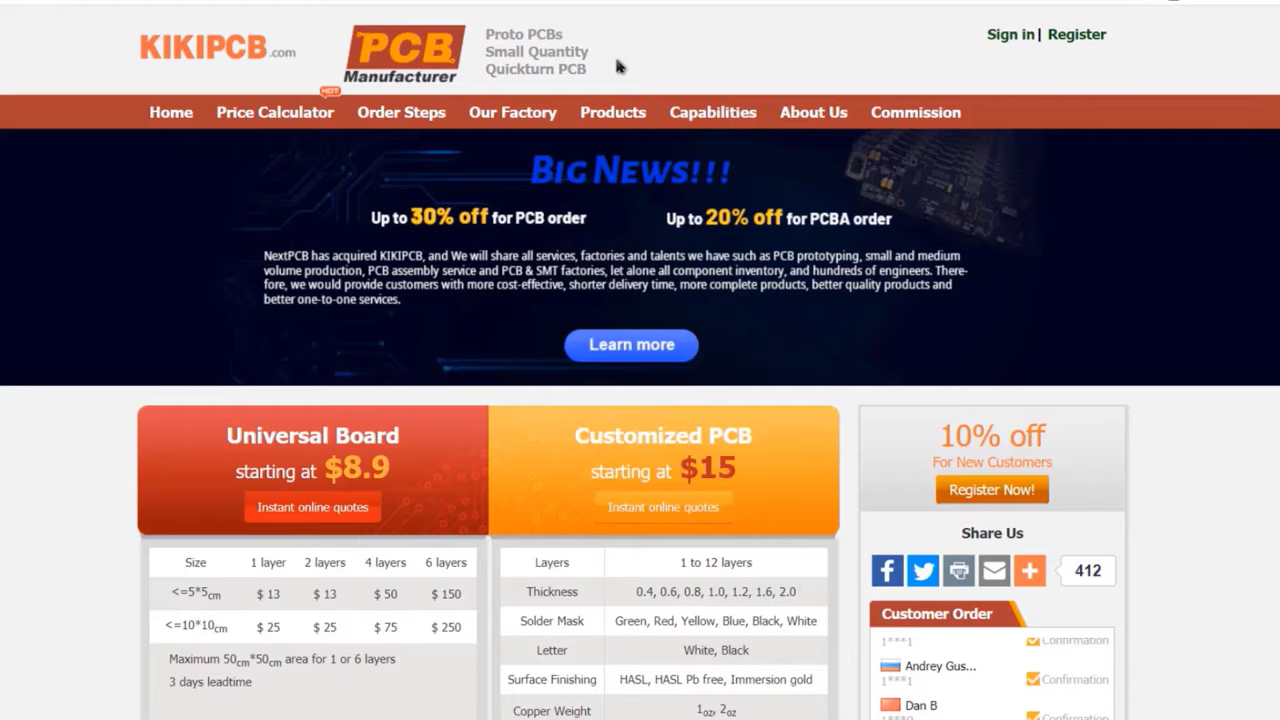 KIKIPCB.com
PCB
Manufacturer
Proto PCBs
Small Quantity
Quickturn PCB
Sign in | Register
HOT
Home Price Calculator Order Steps Our Factory Products Capabilities About Us Commission
BIG NEWS!!!
Up to 30% off for PCB order Up to 20% off for PCBA order
NextPCB has acquired KIKIPCB, and We will share all services, factories and talents we have such as PCB prototyping, small and medium
volume production, PCB assembly service and PCB & SMT factories, let alone all component inventory, and hundreds of engineers. There-
fore, we would provide customers with more cost-effective, shorter delivery time, more complete products, better quality products and
better one-to-one services.
Learn more
Universal Board
starting at $8.9
Instant online quotes
Size 1 layer 2 layers 4 layers 6 layers
<=5*5cm $ 13 $ 13 $ 50 $ 150
<=10*10cm $ 25 $ 25 $ 75 $ 250
Maximum 50cm*50cm area for 1 or 6 layers
3 days leadtime
Customized PCB
starting at $15
Instant online quotes
Layers 1 to 12 layers
Thickness 0.4, 0.6, 0.8, 1.0, 1.2, 1.6, 2.0
Solder Mask Green, Red, Yellow, Blue, Black, White
Letter White, Black
Surface Finishing HASL, HASL Pb free, Immersion gold
Copper Weight 1oz, 2oz
10% off
For New Customers
Register Now!
Share Us
412
Customer Order
1***1 Confirmation
Andrey Gus...
1***1 Confirmation
Dan B
1***0 Confirmation